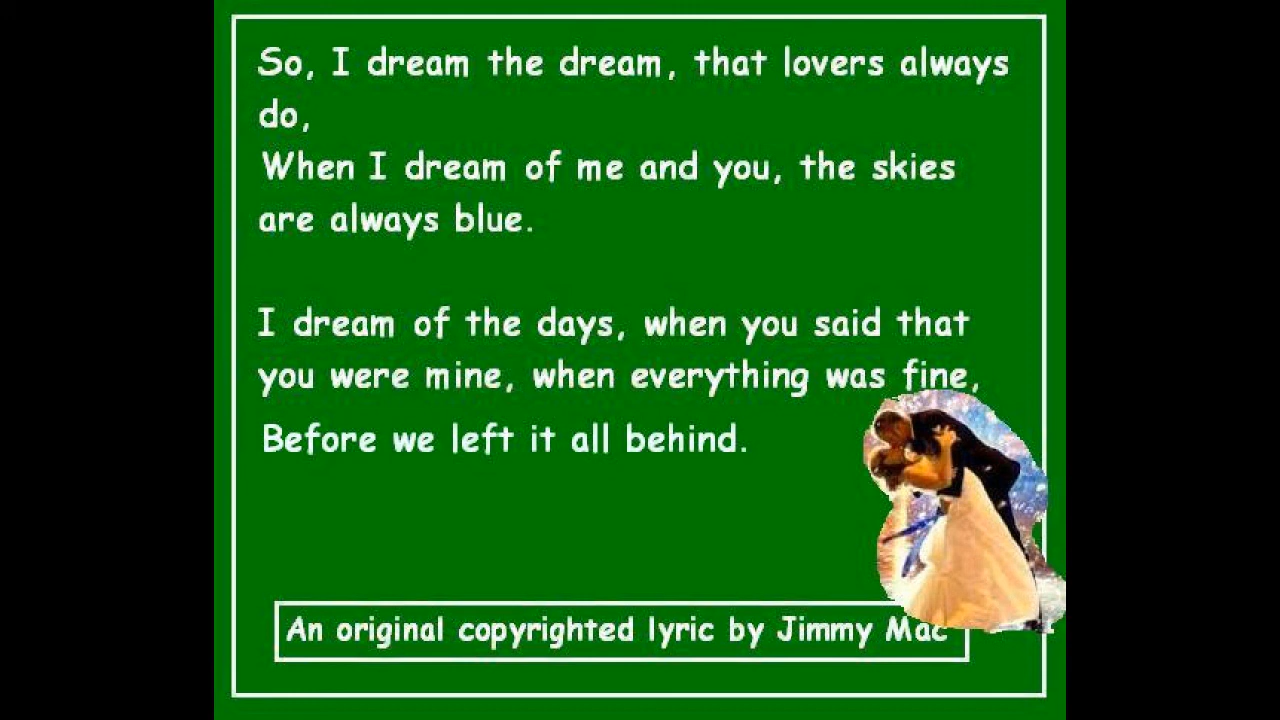 So, I dream the dream, that lovers always
do,
When I dream of me and you, the skies
are always blue.
I dream of the days, when you said that
you were mine, when everything was fine,
Before we left it all behind.
An original copyrighted lyric by Jimmy Mac